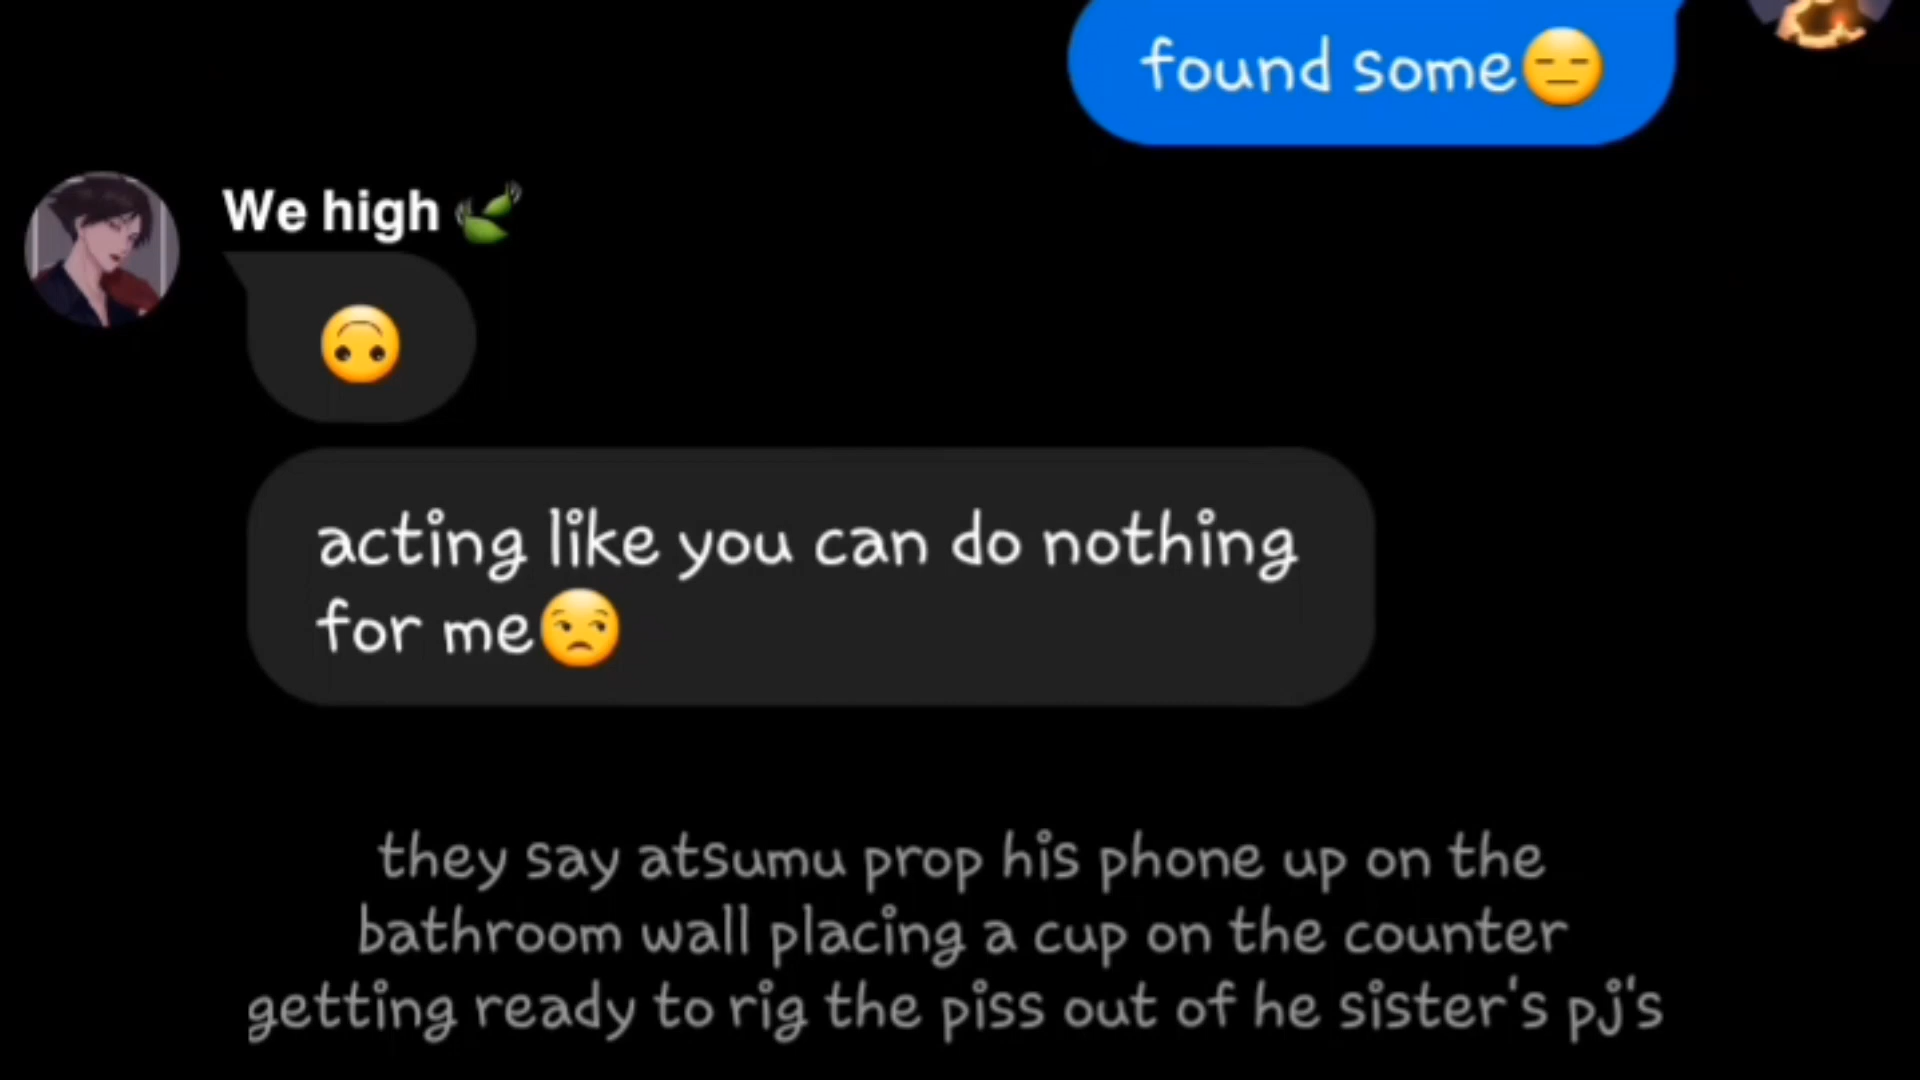 found some😑
We high 🫛
🙃
acting like you can do nothing
for me😒
they say atsumu prop his phone up on the
bathroom wall placing a cup on the counter
getting ready to rig the piss out of he sister's pj's